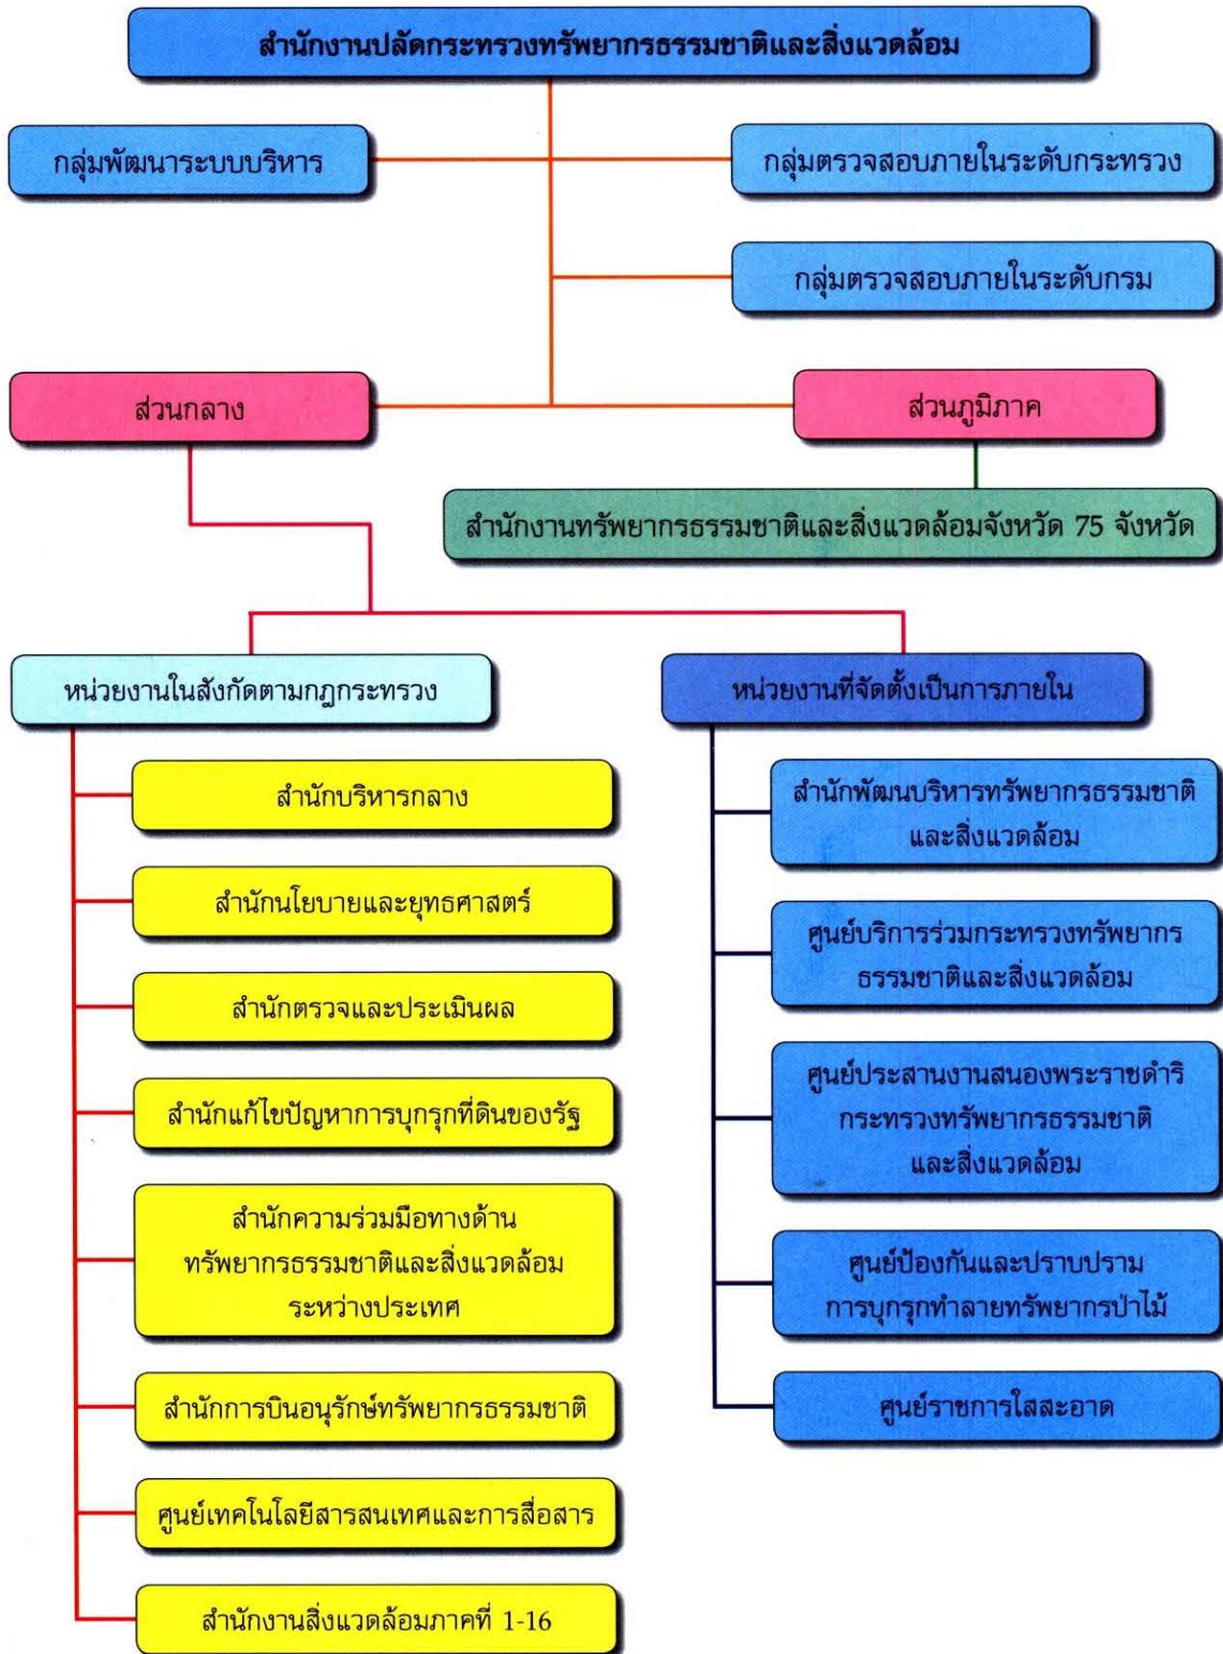 สำนักงานปลัดกระทรวงทรัพยากรธรรมชาติและสิ่งแวดล้อม
กลุ่มพัฒนาระบบบริหาร
กลุ่มตรวจสอบภายในระดับกระทรวง
กลุ่มตรวจสอบภายในระดับกรม
ส่วนกลาง
ส่วนภูมิภาค
สำนักงานทรัพยากรธรรมชาติและสิ่งแวดล้อมจังหวัด 75 จังหวัด
หน่วยงานในสังกัดตามกฎกระทรวง
สำนักบริหารกลาง
สำนักนโยบายและยุทธศาสตร์
สำนักตรวจและประเมินผล
สำนักแก้ไขปัญหาการบุกรุกที่ดินของรัฐ
สำนักความร่วมมือทางด้าน
ทรัพยากรธรรมชาติและสิ่งแวดล้อม
ระหว่างประเทศ
สำนักการบินอนุรักษ์ทรัพยากรธรรมชาติ
ศูนย์เทคโนโลยีสารสนเทศและการสื่อสาร
สำนักงานสิ่งแวดล้อมภาคที่ 1-16
หน่วยงานที่จัดตั้งเป็นการภายใน
สำนักพัฒนบริหารทรัพยากรธรรมชาติ
และสิ่งแวดล้อม
ศูนย์บริการร่วมกระทรวงทรัพยากร
ธรรมชาติและสิ่งแวดล้อม
ศูนย์ประสานงานสนองพระราชดำริ
กระทรวงทรัพยากรธรรมชาติ
และสิ่งแวดล้อม
ศูนย์ป้องกันและปราบปราม
การบุกรุกทำลายทรัพยากรป่าไม้
ศูนย์ราชการใสสะอาด